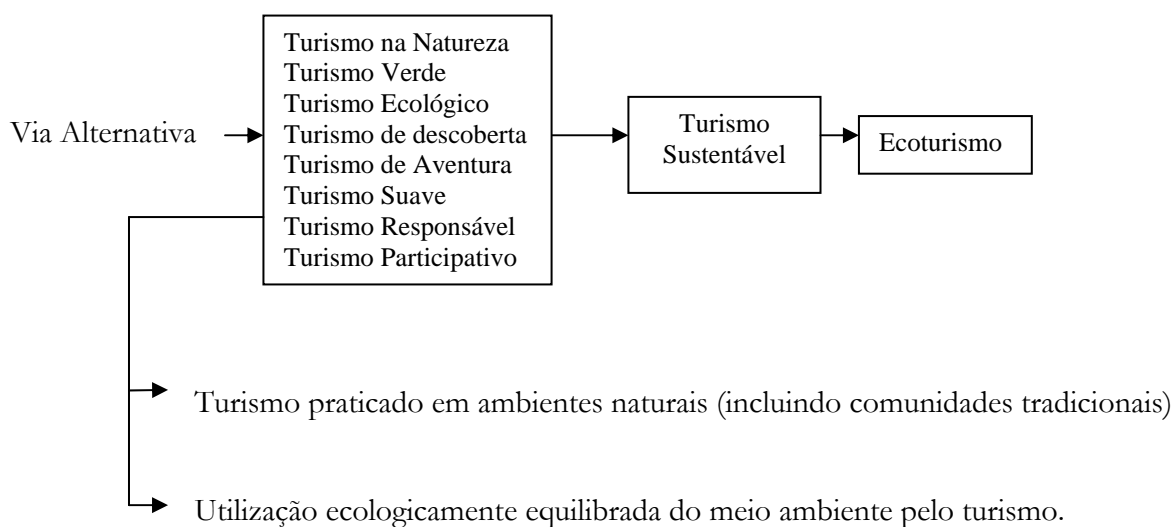 Via Alternativa
Turismo na Natureza
Turismo Verde
Turismo Ecológico
Turismo de descoberta
Turismo de Aventura
Turismo Suave
Turismo Responsável
Turismo Participativo
Turismo
Sustentável
Ecoturismo
Turismo praticado em ambientes naturais (incluindo comunidades tradicionais)
Utilização ecologicamente equilibrada do meio ambiente pelo turismo.